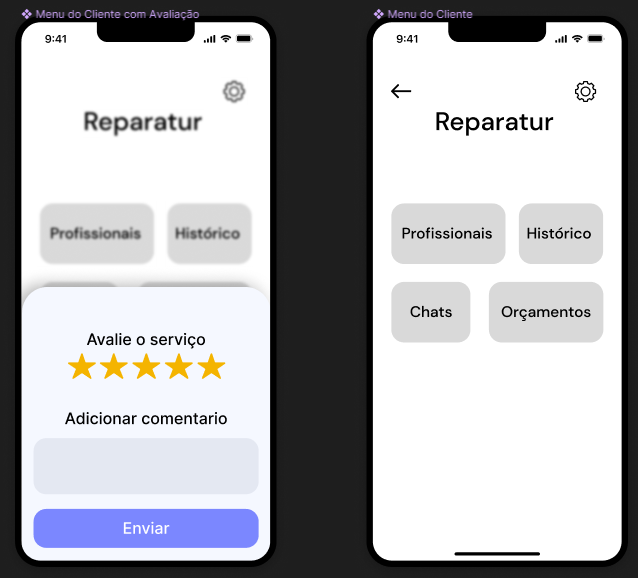 Menu do Cliente com Avaliação
9:41
Reparatur
Profissionais
Histórico
Avalie o serviço
Adicionar comentario
Enviar
Menu do Cliente
9:41
Reparatur
Profissionais
Histórico
Chats
Orçamentos